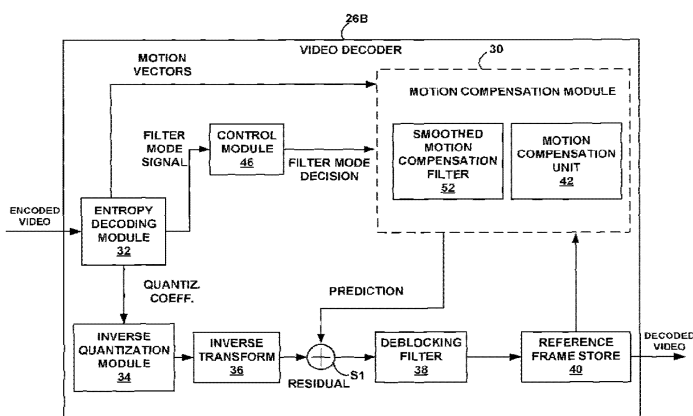 26B
VIDEO DECODER
30
MOTION
VECTORS
MOTION COMPENSATION MODULE
FILTER
MODE
SIGNAL
CONTROL
MODULE
46
FILTER MODE
DECISION
SMOOTHED
MOTION
COMPENSATION
FILTER
52
MOTION
COMPENSATION
UNIT
42
ENCODED
VIDEO
ENTROPY
DECODING
MODULE
32
QUANTIZ.
COEFF.
PREDICTION
INVERSE
QUANTIZATION
MODULE
34
INVERSE
TRANSFORM
36
RESIDUAL
S1
DEBLOCKING
FILTER
38
REFERENCE
FRAME STORE
40
DECODED
VIDEO